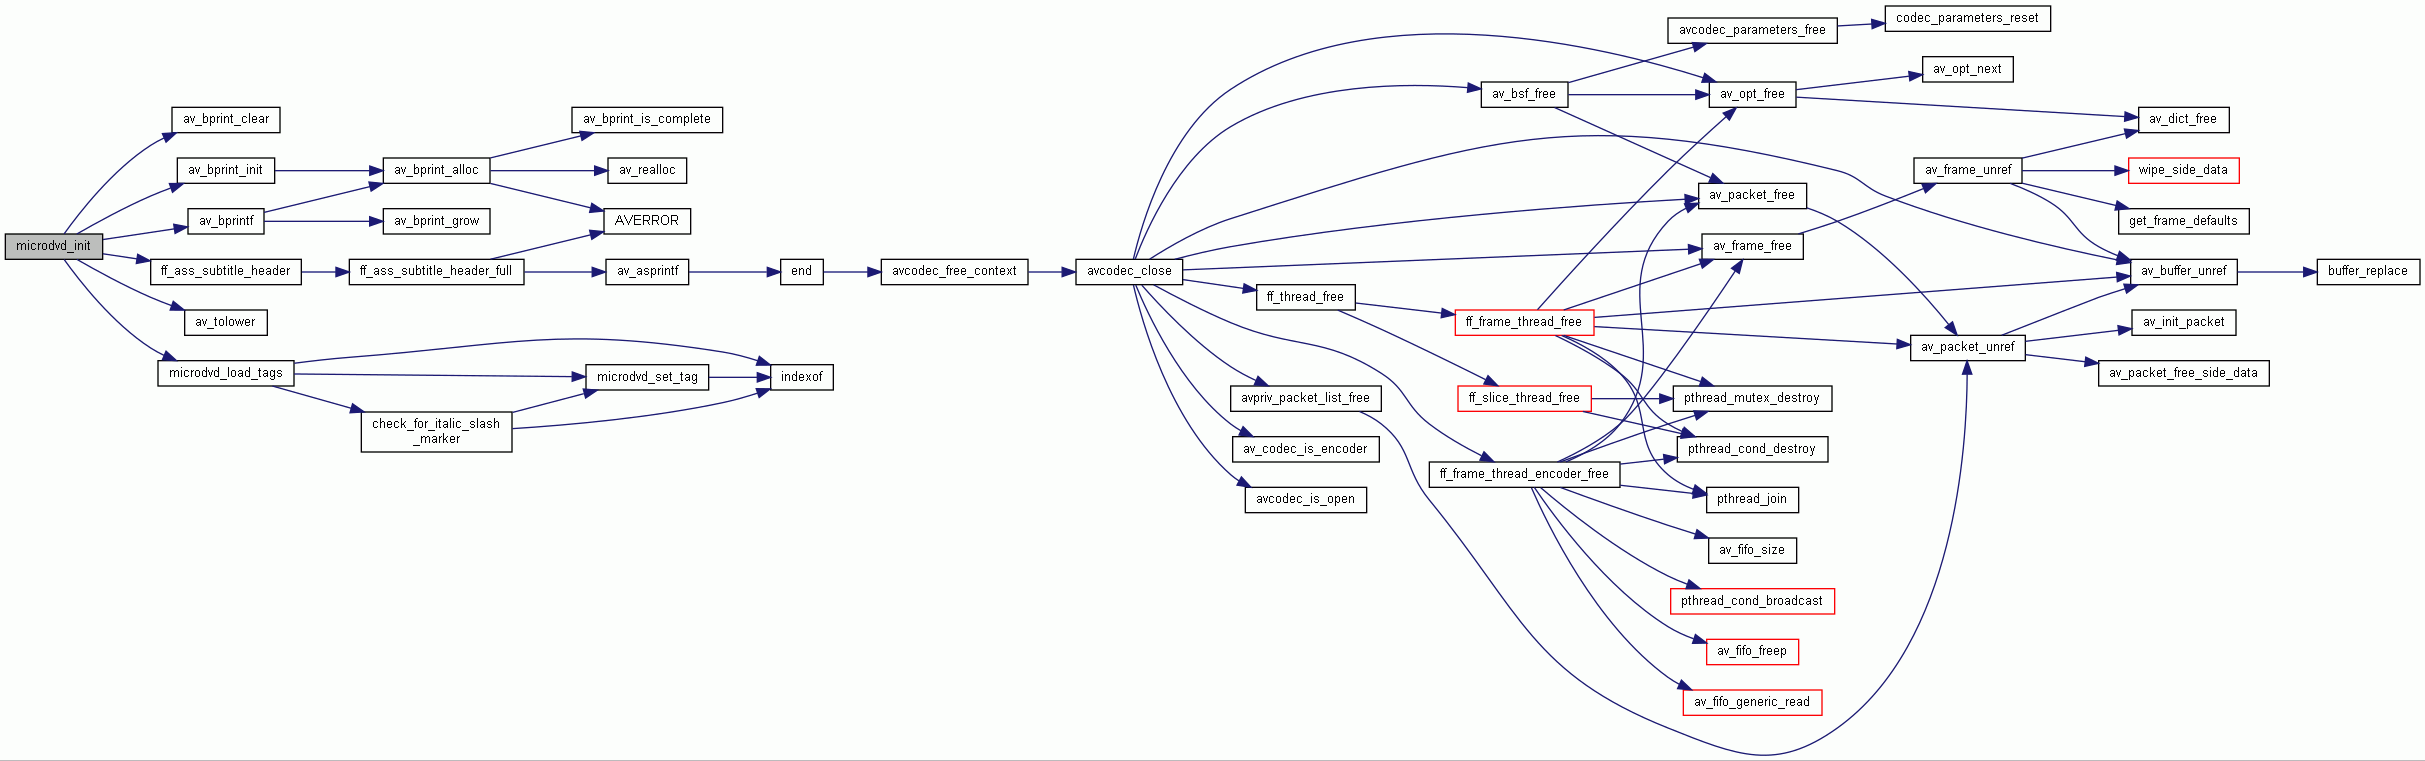 microdvd_init
av_bprint_clear
av_bprint_init
av_bprintf
ff_ass_subtitle_header
av_tolower
microdvd_load_tags
av_bprint_alloc
av_bprint_grow
ff_ass_subtitle_header_full
check_for_italic_slash
_marker
av_bprint_is_complete
av_realloc
AVERROR
av_asprintf
microdvd_set_tag
end
indexof
avcodec_free_context
avcodec_close
ff_thread_free
avpriv_packet_list_free
av_codec_is_encoder
avcodec_is_open
av_bsf_free
ff_frame_thread_free
ff_slice_thread_free
ff_frame_thread_encoder_free
avcodec_parameters_free
av_opt_free
av_packet_free
av_frame_free
pthread_mutex_destroy
pthread_cond_destroy
pthread_join
av_fifo_size
pthread_cond_broadcast
av_fifo_freep
av_fifo_generic_read
codec_parameters_reset
av_opt_next
av_frame_unref
av_packet_unref
av_dict_free
wipe_side_data
get_frame_defaults
av_buffer_unref
av_init_packet
av_packet_free_side_data
buffer_replace